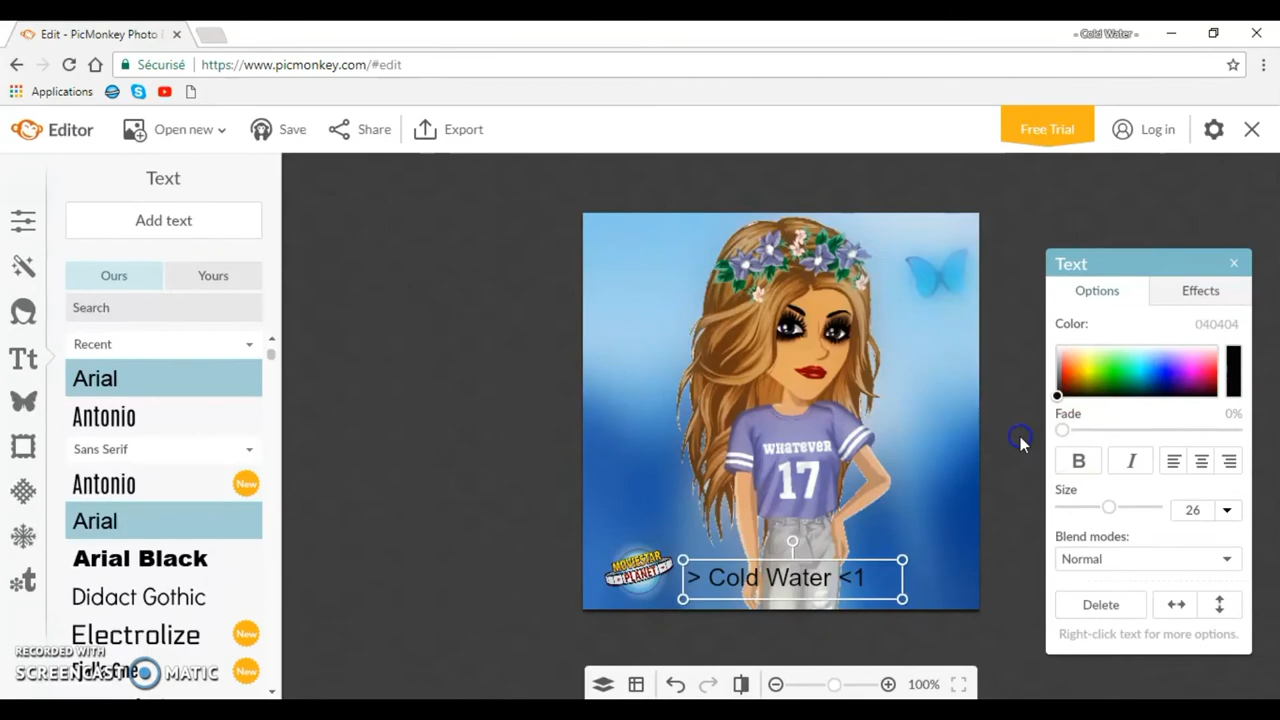 Edit - PicMonkey Photo
- Cold Water -
Sécurisé https://www.picmonkey.com/#edit
Applications
Editor Open new Save Share Export Free Trial Log in
Text
Add text
Ours Yours
Search
Recent
Arial
Antonio
Sans Serif
Antonio New
Arial
Arial Black
Didact Gothic
Electrolize New
New
RECORDED WITH
SCREENCAST MATIC
WHATEVER
17
MOVIESTAR
PLANET
> Cold Water <1
100%
Text
Options Effects
Color: 040404
Fade 0%
B I
Size
26
Blend modes:
Normal
Delete
Right-click text for more options.